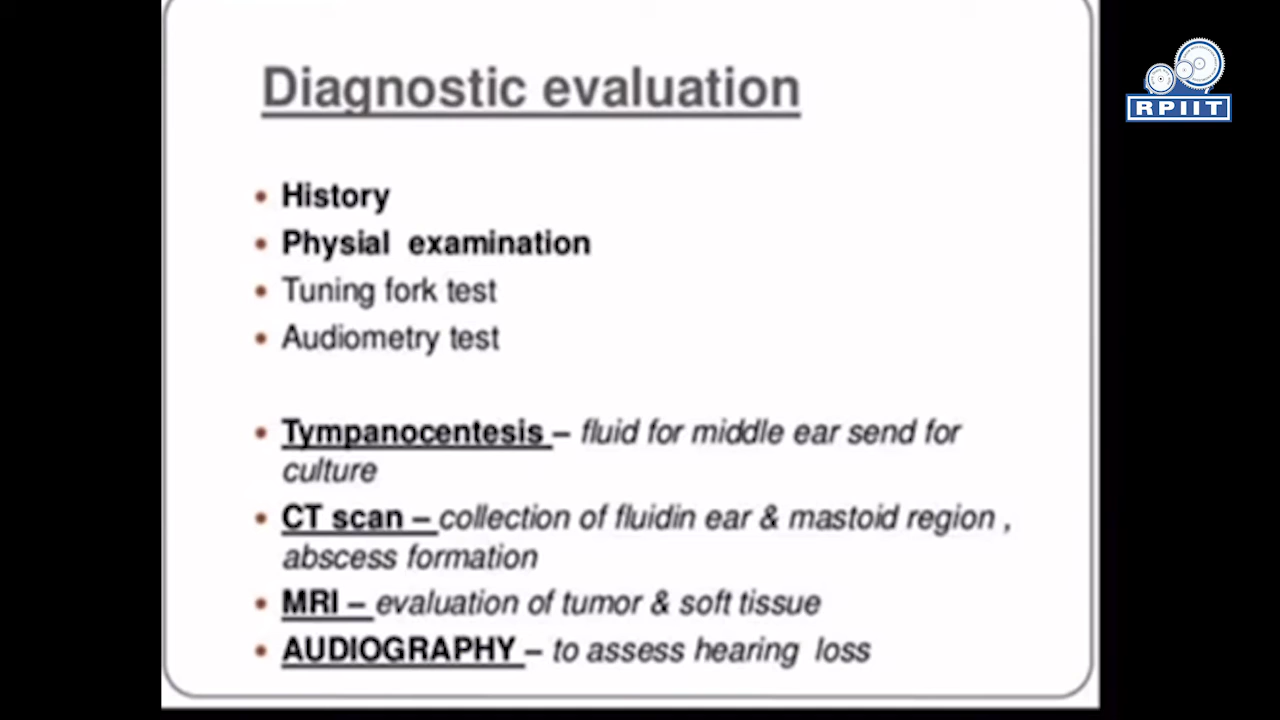 Diagnostic evaluation
RPIIT
• History
• Physial examination
• Tuning fork test
• Audiometry test
• Tympanocentesis – fluid for middle ear send for
culture
• CT scan – collection of fluidin ear & mastoid region ,
abscess formation
• MRI – evaluation of tumor & soft tissue
• AUDIOGRAPHY – to assess hearing loss